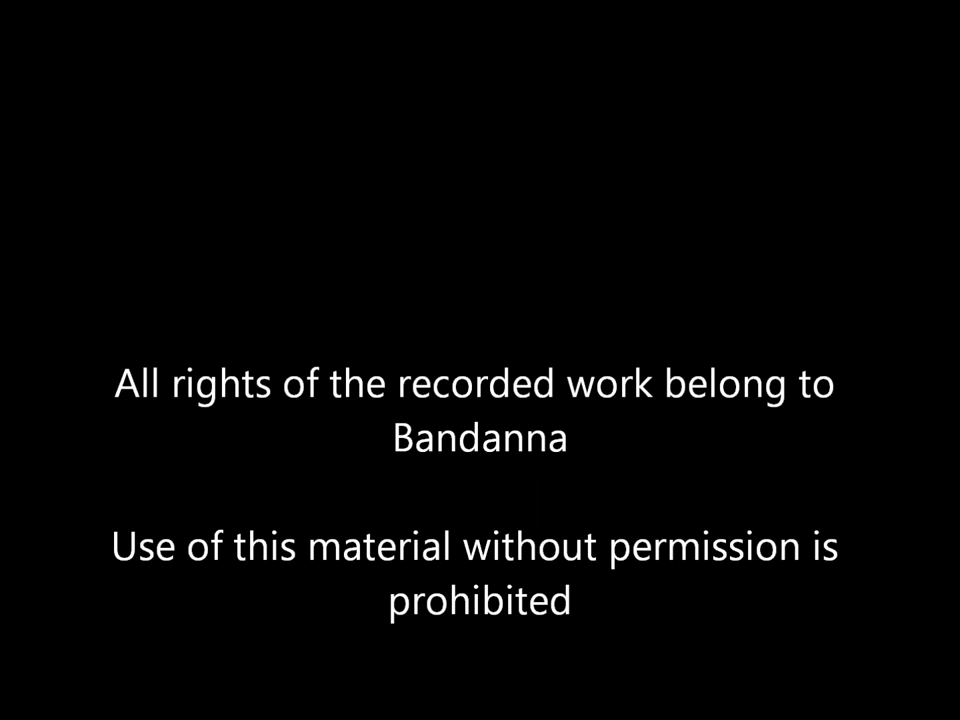 All rights of the recorded work belong to
Bandanna
Use of this material without permission is
prohibited